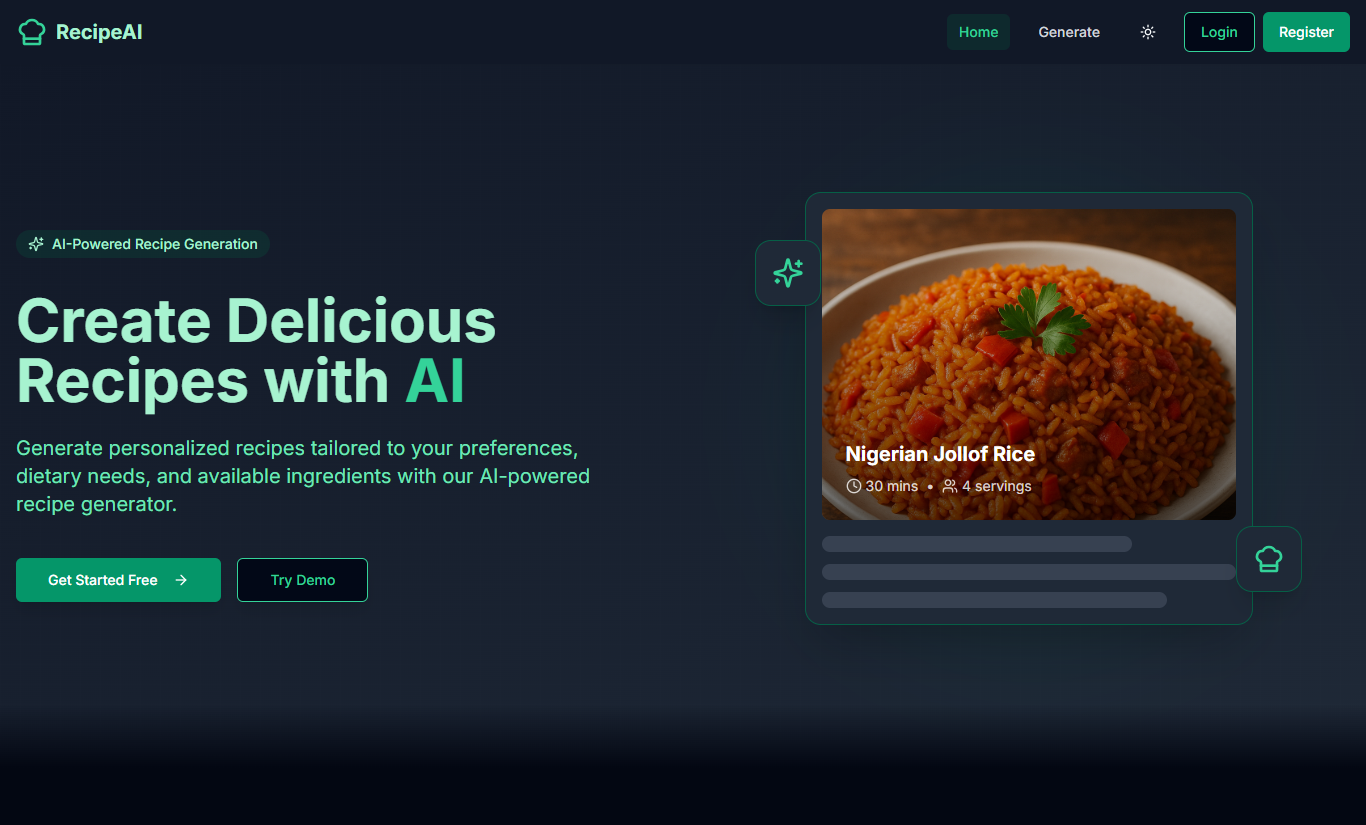 RecipeAI
Home
Generate
Login
Register
AI-Powered Recipe Generation
Create Delicious
Recipes with AI
Generate personalized recipes tailored to your preferences,
dietary needs, and available ingredients with our AI-powered
recipe generator.
Get Started Free
Try Demo
Nigerian Jollof Rice
30 mins • 4 servings